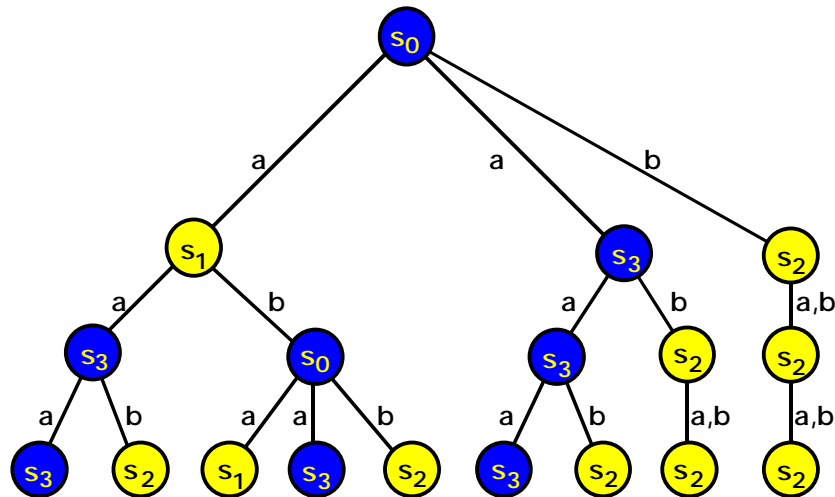 s0
a a b
s1 s3 s2
a b a b a,b
s3 s0 s3 s2 s2
a b a a b a b a,b a,b
s3 s2 s1 s3 s2 s3 s2 s2 s2